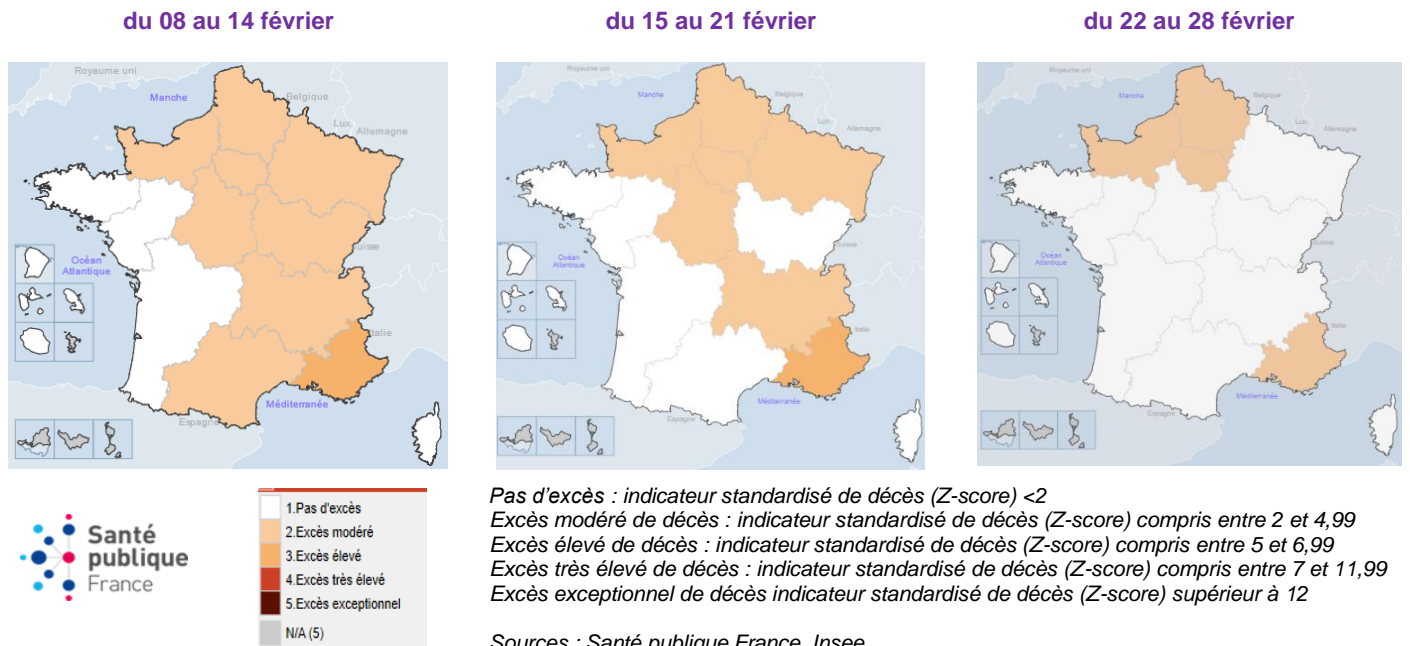 du 08 au 14 février
du 15 au 21 février
du 22 au 28 février
Royaume uni
Manche
Belgique
Lux.
Allemagne
Suisse
Océan
Atlantique
Italie
Méditerranée
Espagne
Royaume uni
Manche
Belgique
Lux.
Allemagne
Suisse
Océan
Atlantique
Italie
Méditerranée
Espagne
Royaume uni
Manche
Belgique
Lux.
Allemagne
Suisse
Océan
Atlantique
Italie
Méditerranée
Espagne
Santé
publique
France
1.Pas d'excès
2.Excès modéré
3.Excès élevé
4.Excès très élevé
5.Excès exceptionnel
N/A (5)
Pas d’excès : indicateur standardisé de décès (Z-score) <2
Excès modéré de décès : indicateur standardisé de décès (Z-score) compris entre 2 et 4,99
Excès élevé de décès : indicateur standardisé de décès (Z-score) compris entre 5 et 6,99
Excès très élevé de décès : indicateur standardisé de décès (Z-score) compris entre 7 et 11,99
Excès exceptionnel de décès indicateur standardisé de décès (Z-score) supérieur à 12
Sources : Santé publique France, Insee